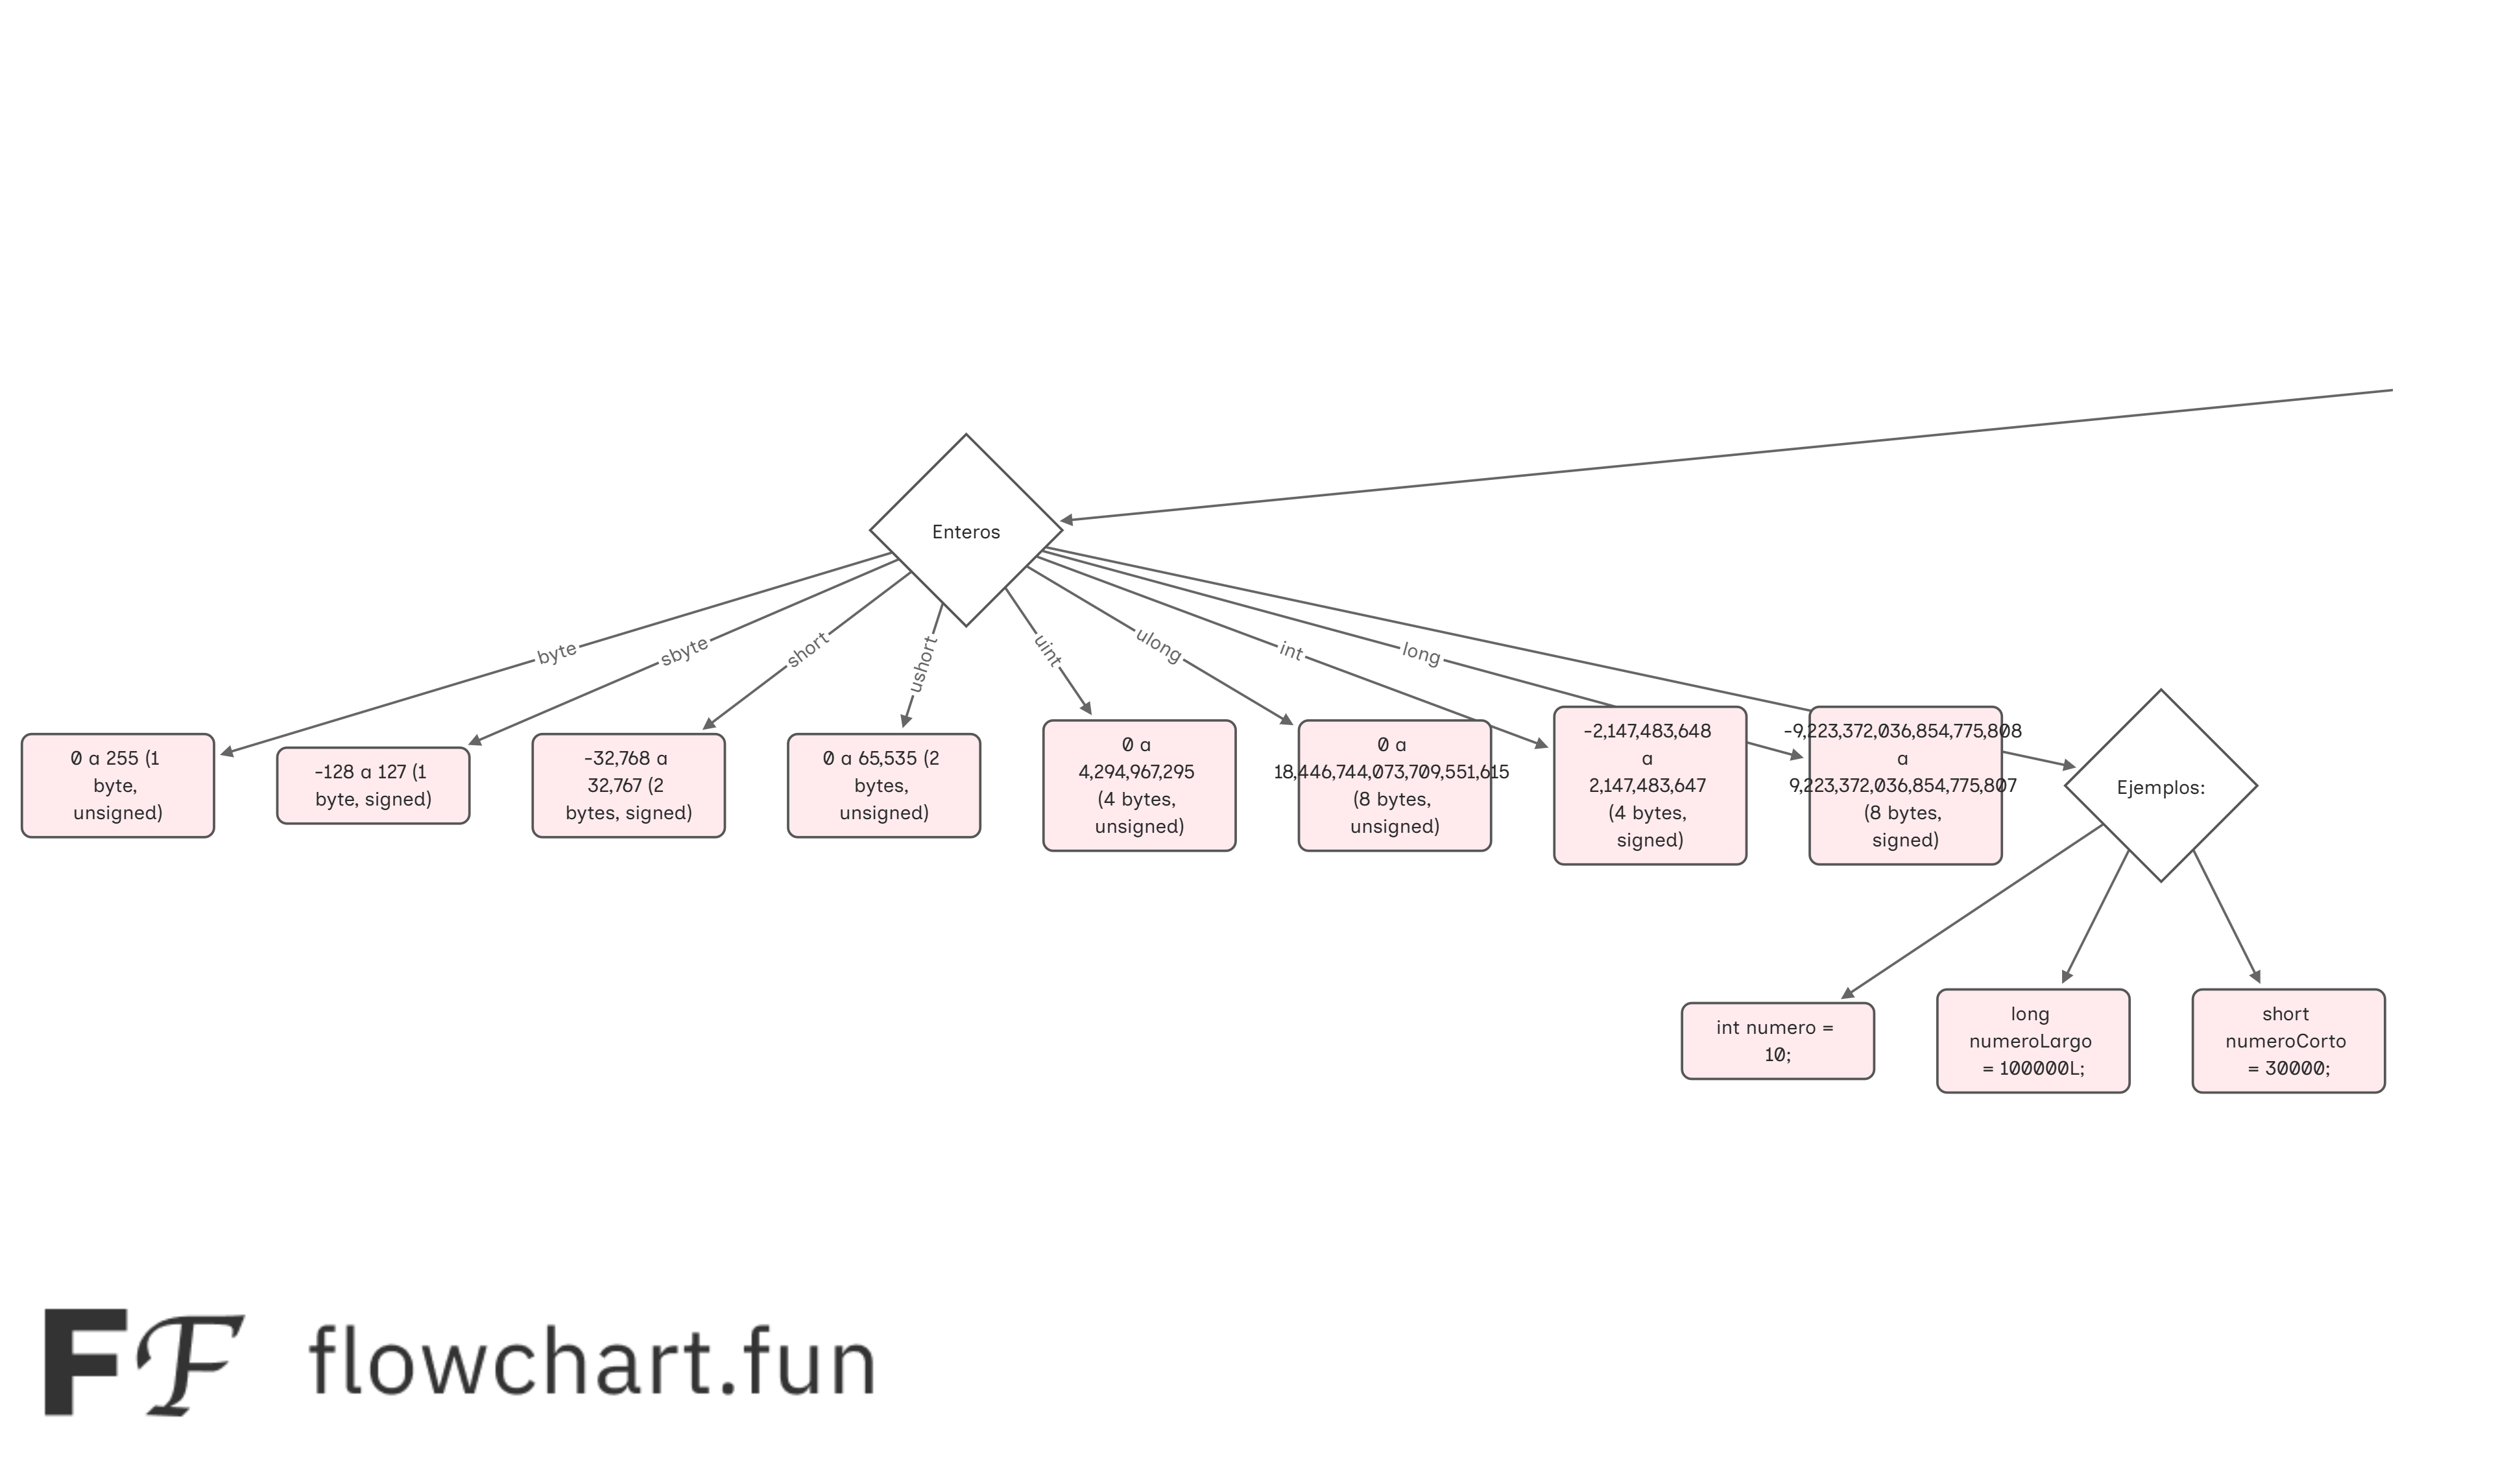 Enteros
byte
sbyte
short
ushort
uint
ulong
int
long
0 a 255 (1
byte,
unsigned)
-128 a 127 (1
byte, signed)
-32,768 a
32,767 (2
bytes, signed)
0 a 65,535 (2
bytes,
unsigned)
0 a
4,294,967,295
(4 bytes,
unsigned)
0 a
18,446,744,073,709,551,615
(8 bytes,
unsigned)
-2,147,483,648
a
2,147,483,647
(4 bytes,
signed)
-9,223,372,036,854,775,808
a
9,223,372,036,854,775,807
(8 bytes,
signed)
Ejemplos:
int numero =
10;
long
numeroLargo
= 100000L;
short
numeroCorto
= 30000;
FF flowchart.fun